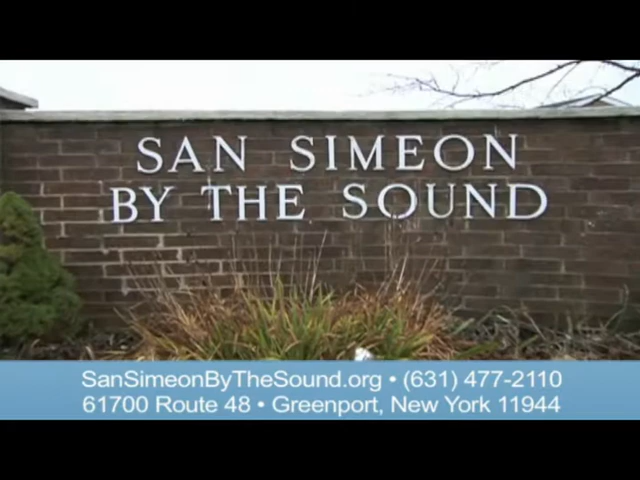 SAN SIMEON
BY THE SOUND
SanSimeonByTheSound.org • (631) 477-2110
61700 Route 48 • Greenport, New York 11944